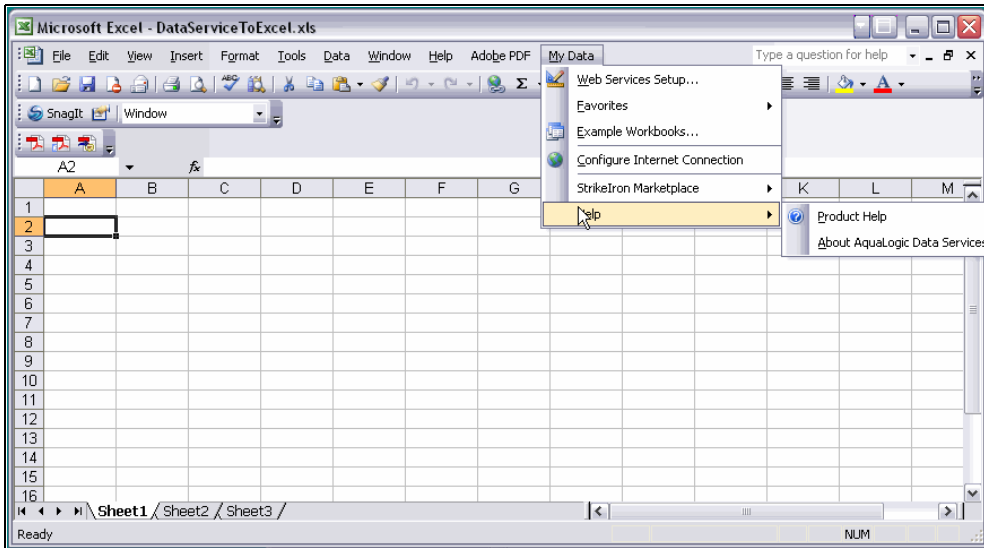 Microsoft Excel - DataServiceToExcel.xls
File Edit View Insert Format Tools Data Window Help Adobe PDF My Data Type a question for help
ABC Σ A
SnagIt Window
Web Services Setup...
Favorites
Example Workbooks...
Configure Internet Connection
StrikeIron Marketplace
Help
Product Help
About AquaLogic Data Services
A2 fx
A B C D E F G K L M
1
2
3
4
5
6
7
8
9
10
11
12
13
14
15
16
Sheet1 Sheet2 Sheet3
Ready NUM